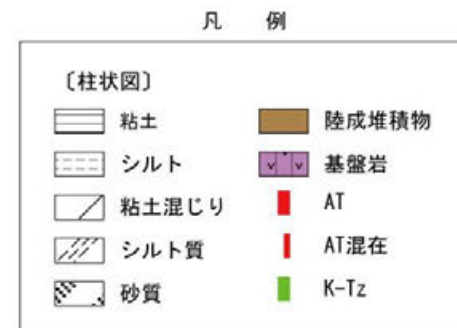 凡 例
〔柱状図〕
粘土
シルト
粘土混じり
シルト質
砂質
陸成堆積物
基盤岩
AT
AT混在
K-Tz